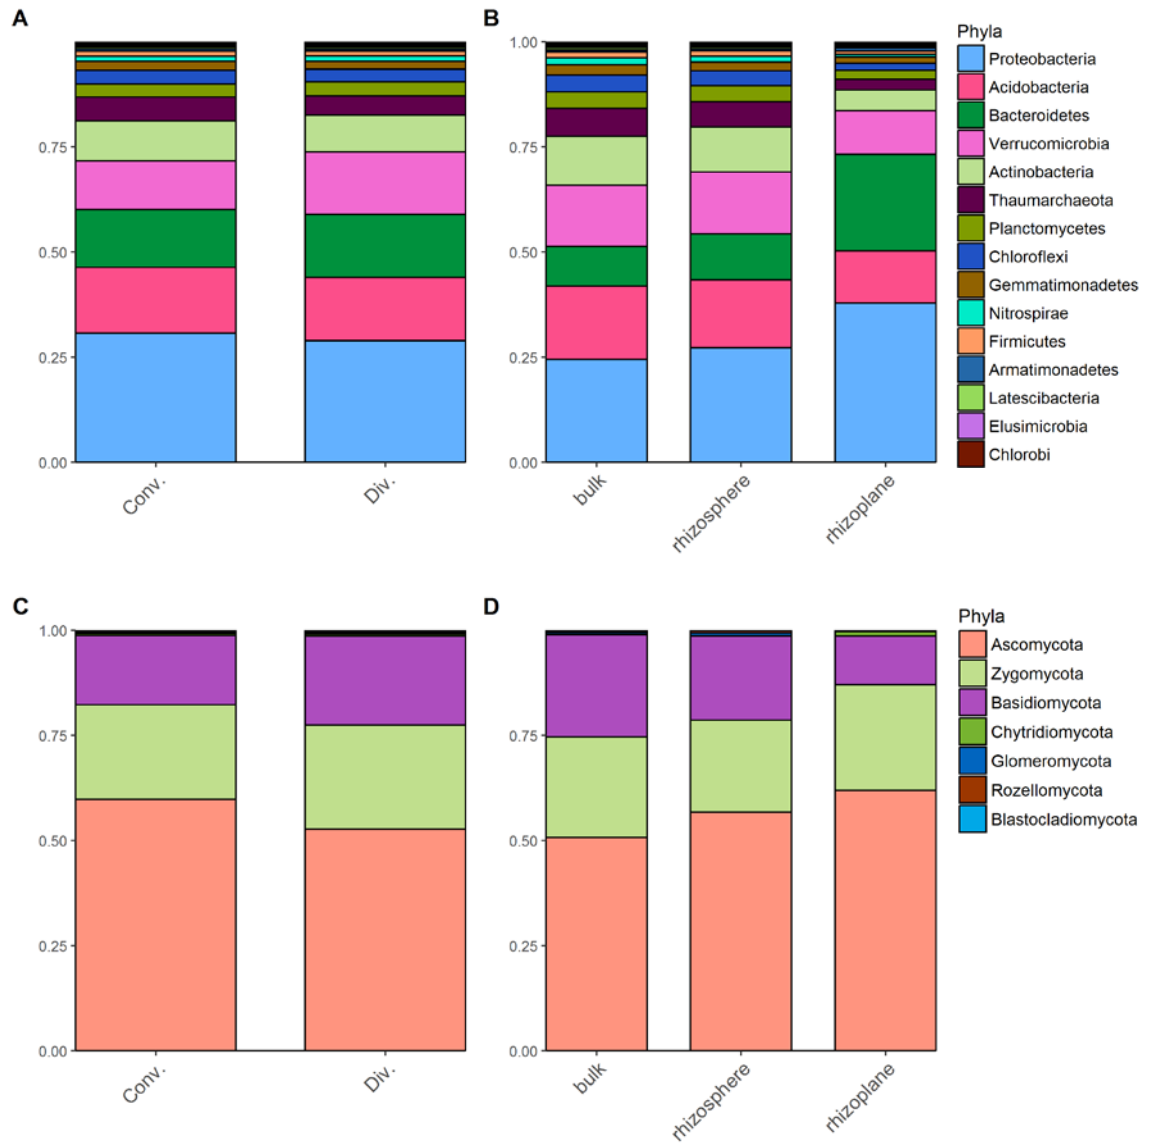 A
0.75
0.50
0.25
0.00
Conv.
Div.
B
1.00
0.75
0.50
0.25
0.00
bulk
rhizosphere
rhizoplane
Phyla
Proteobacteria
Acidobacteria
Bacteroidetes
Verrucomicrobia
Actinobacteria
Thaumarchaeota
Planctomycetes
Chloroflexi
Gemmatimonadetes
Nitrospirae
Firmicutes
Armatimonadetes
Latescibacteria
Elusimicrobia
Chlorobi
C
1.00
0.75
0.50
0.25
0.00
Conv.
Div.
D
1.00
0.75
0.50
0.25
0.00
bulk
rhizosphere
rhizoplane
Phyla
Ascomycota
Zygomycota
Basidiomycota
Chytridiomycota
Glomeromycota
Rozellomycota
Blastocladiomycota